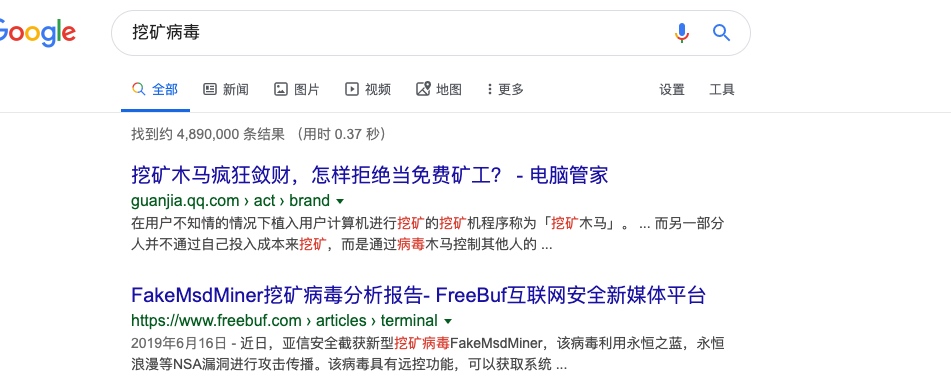 Google
挖矿病毒
全部 新闻 图片 视频 地图 更多 设置 工具
找到约 4,890,000 条结果 （用时 0.37 秒）
挖矿木马疯狂敛财，怎样拒绝当免费矿工？ - 电脑管家
guanjia.qq.com › act › brand
在用户不知情的情况下植入用户计算机进行挖矿的挖矿机程序称为「挖矿木马」。 ... 而另一部分
人并不通过自己投入成本来挖矿，而是通过病毒木马控制其他人的 ...
FakeMsdMiner挖矿病毒分析报告- FreeBuf互联网安全新媒体平台
https://www.freebuf.com › articles › terminal
2019年6月16日 - 近日，亚信安全截获新型挖矿病毒FakeMsdMiner，该病毒利用永恒之蓝，永恒
浪漫等NSA漏洞进行攻击传播。该病毒具有远控功能，可以获取系统 ...